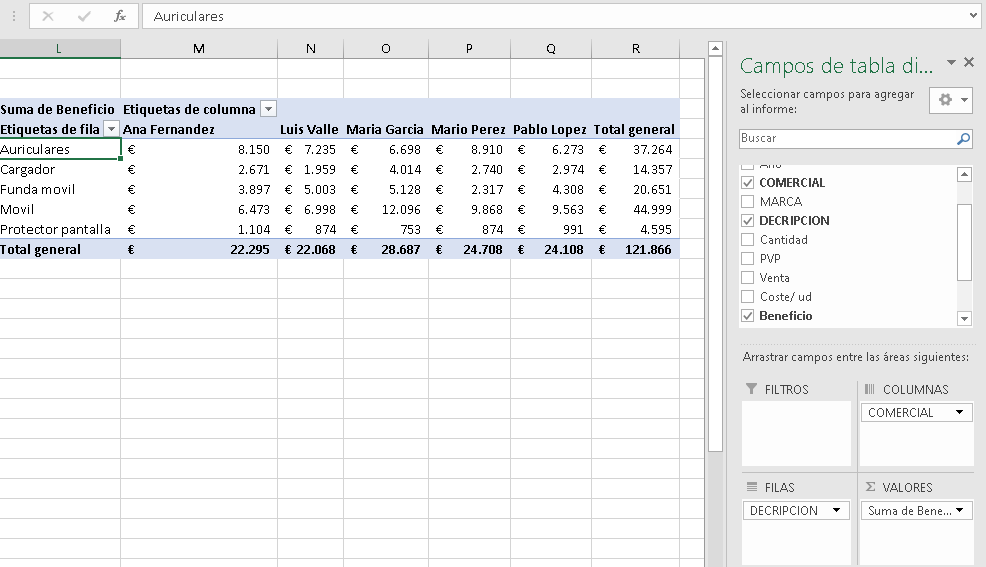 fx Auriculares
L M N O P Q R
Suma de Beneficio Etiquetas de columna
Etiquetas de fila Ana Fernandez Luis Valle Maria Garcia Mario Perez Pablo Lopez Total general
Auriculares € 8.150 € 7.235 € 6.698 € 8.910 € 6.273 € 37.264
Cargador € 2.671 € 1.959 € 4.014 € 2.740 € 2.974 € 14.357
Funda movil € 3.897 € 5.003 € 5.128 € 2.317 € 4.308 € 20.651
Movil € 6.473 € 6.998 € 12.096 € 9.868 € 9.563 € 44.999
Protector pantalla € 1.104 € 874 € 753 € 874 € 991 € 4.595
Total general € 22.295 € 22.068 € 28.687 € 24.708 € 24.108 € 121.866
Campos de tabla di...
Seleccionar campos para agregar
al informe:
Buscar
COMERCIAL
MARCA
DECRIPCION
Cantidad
PVP
Venta
Coste/ ud
Beneficio
Arrastrar campos entre las áreas siguientes:
FILTROS
COLUMNAS
COMERCIAL
FILAS
DECRIPCION
Σ VALORES
Suma de Bene...